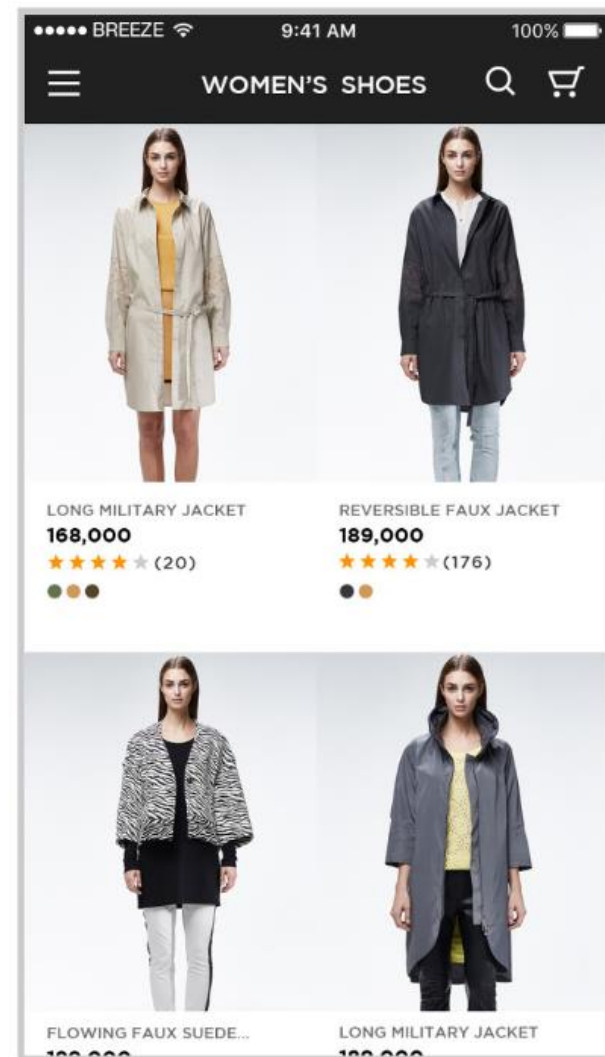 BREEZE 9:41 AM 100%
WOMEN'S SHOES
LONG MILITARY JACKET
168,000
(20)
REVERSIBLE FAUX JACKET
189,000
(176)
FLOWING FAUX SUEDE...
LONG MILITARY JACKET